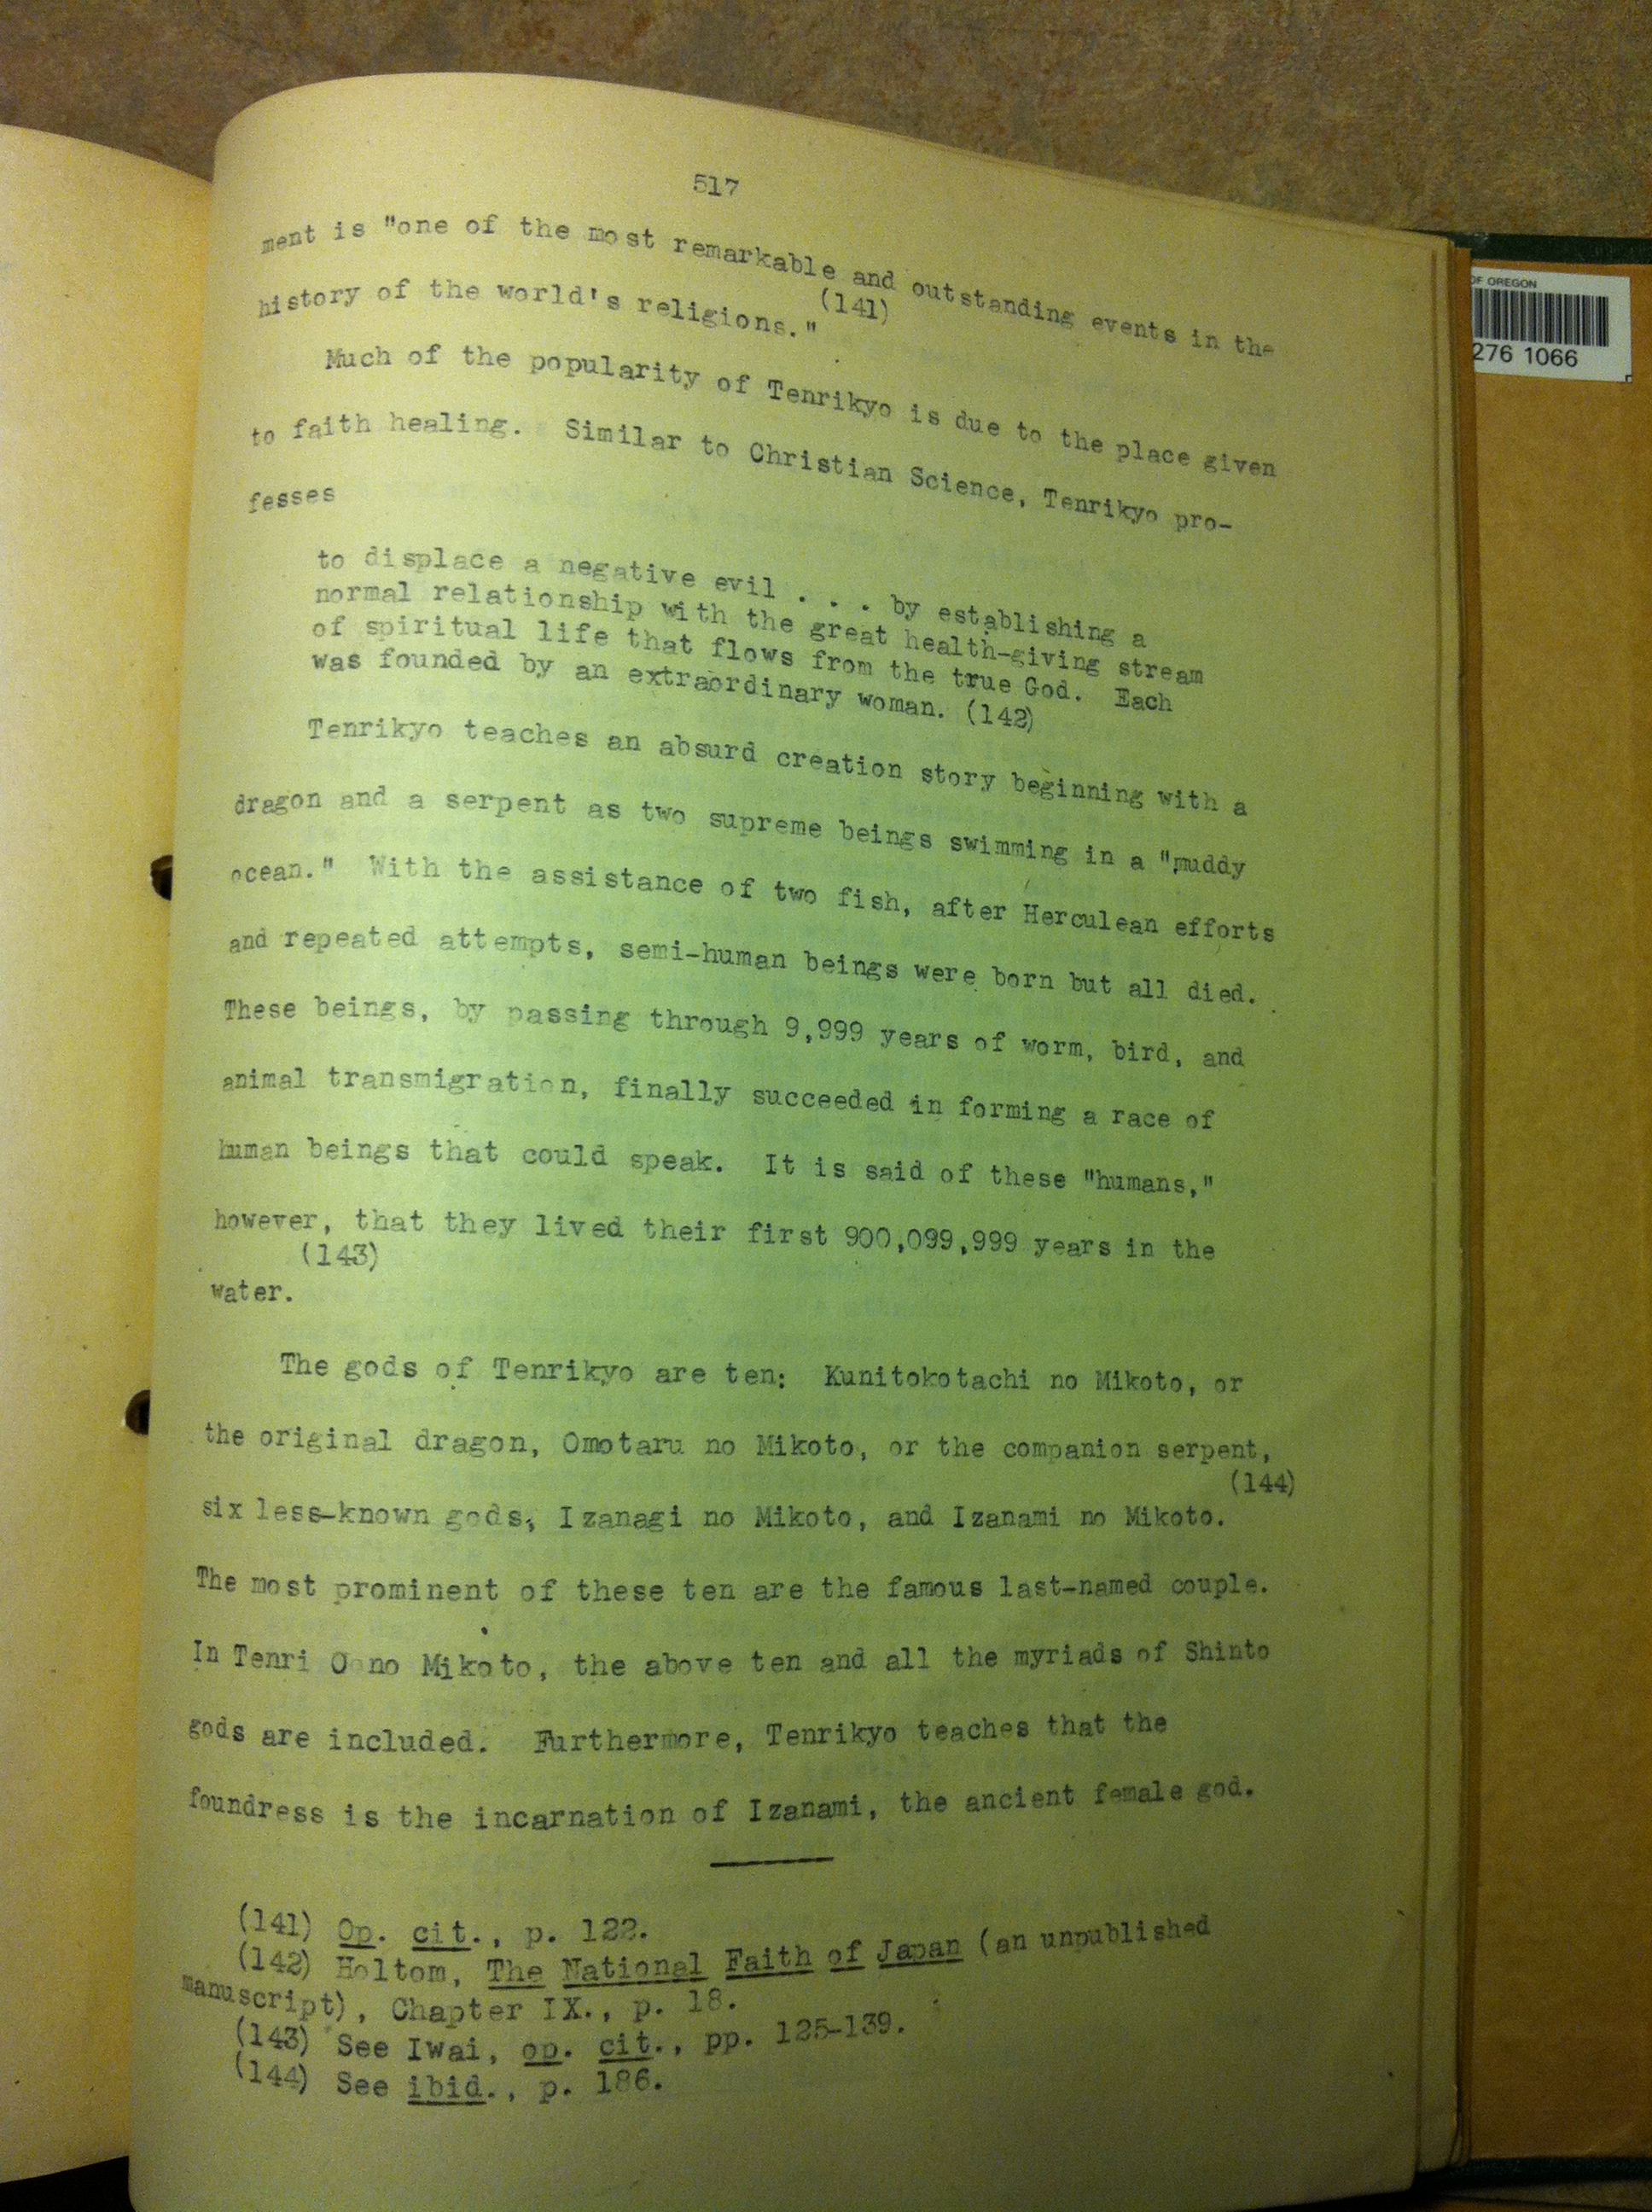 517
ment is "one of the most remarkable and outstanding events in the
(141)
history of the world's religions."
Much of the popularity of Tenrikyo is due to the place given
to faith healing. Similar to Christian Science, Tenrikyo pro-
fesses
to displace a negative evil . . . by establishing a
normal relationship with the great health-giving stream
of spiritual life that flows from the true God. Each
was founded by an extraordinary woman. (142)
Tenrikyo teaches an absurd creation story beginning with a
dragon and a serpent as two supreme beings swimming in a "muddy
ocean." With the assistance of two fish, after Herculean efforts
and repeated attempts, semi-human beings were born but all died.
These beings, by passing through 9,999 years of worm, bird, and
animal transmigration, finally succeeded in forming a race of
human beings that could speak. It is said of these "humans,"
however, that they lived their first 900,099,999 years in the
(143)
water.
The gods of Tenrikyo are ten: Kunitokotachi no Mikoto, or
the original dragon, Omotaru no Mikoto, or the companion serpent,
(144)
six less-known gods, Izanagi no Mikoto, and Izanami no Mikoto.
The most prominent of these ten are the famous last-named couple.
In Tenri O no Mikoto, the above ten and all the myriads of Shinto
gods are included. Furthermore, Tenrikyo teaches that the
foundress is the incarnation of Izanami, the ancient female god.
(141) Op. cit., p. 122.
(142) Holtom, The National Faith of Japan (an unpublished
manuscript), Chapter IX., p. 18.
(143) See Iwai, op. cit., pp. 125-139.
(144) See ibid., p. 186.
OF OREGON
276 1066